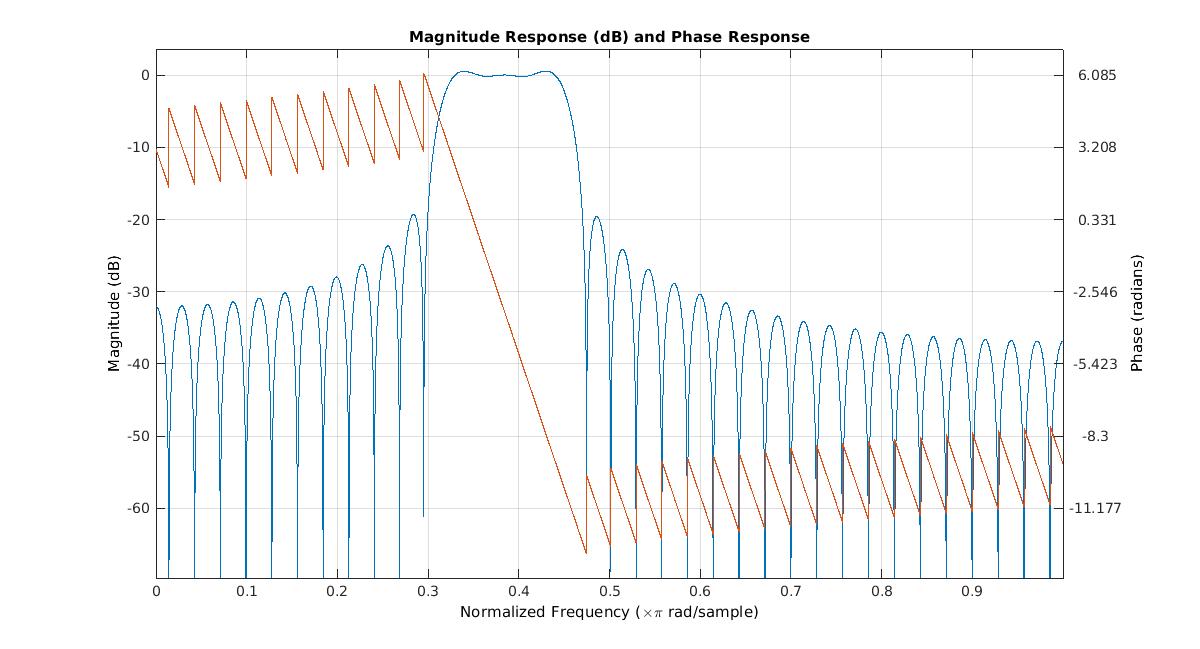 Magnitude Response (dB) and Phase Response
0
-10
-20
-30
-40
-50
-60
Magnitude (dB)
6.085
3.208
0.331
-2.546
-5.423
-8.3
-11.177
Phase (radians)
0 0.1 0.2 0.3 0.4 0.5 0.6 0.7 0.8 0.9
Normalized Frequency (×π rad/sample)